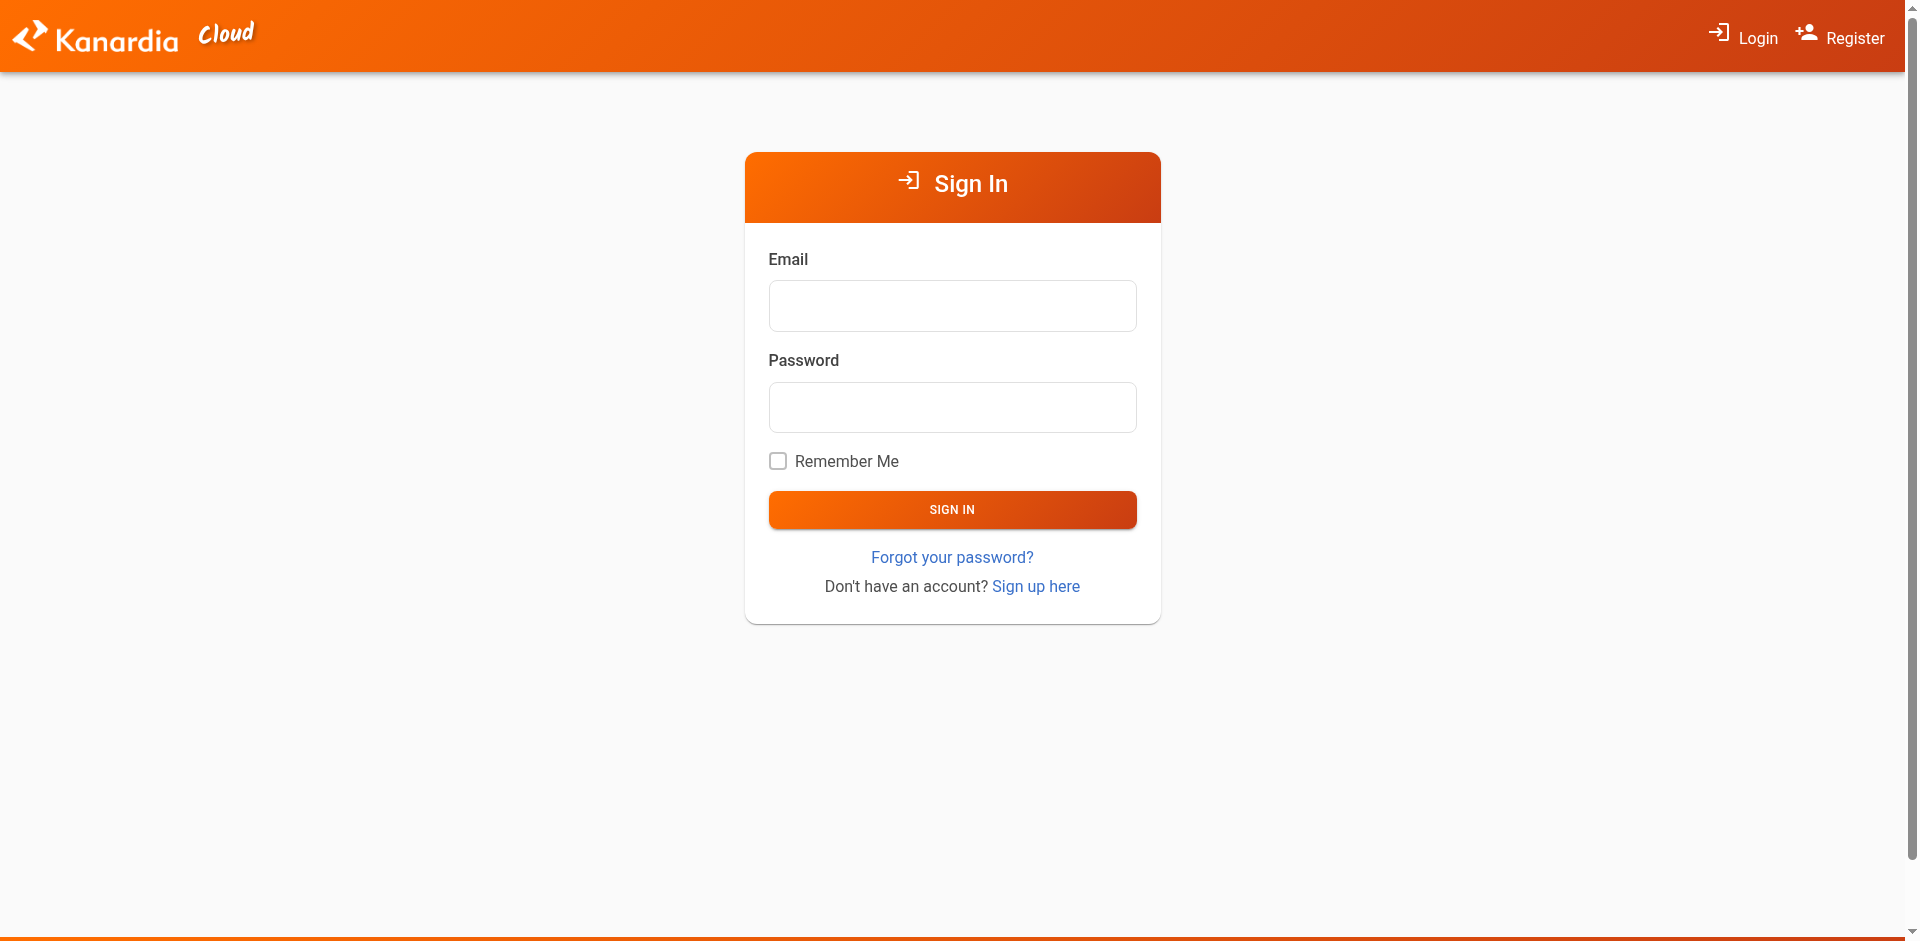 Kanardia Cloud
Login Register
Sign In
Email
Password
Remember Me
SIGN IN
Forgot your password?
Don't have an account? Sign up here